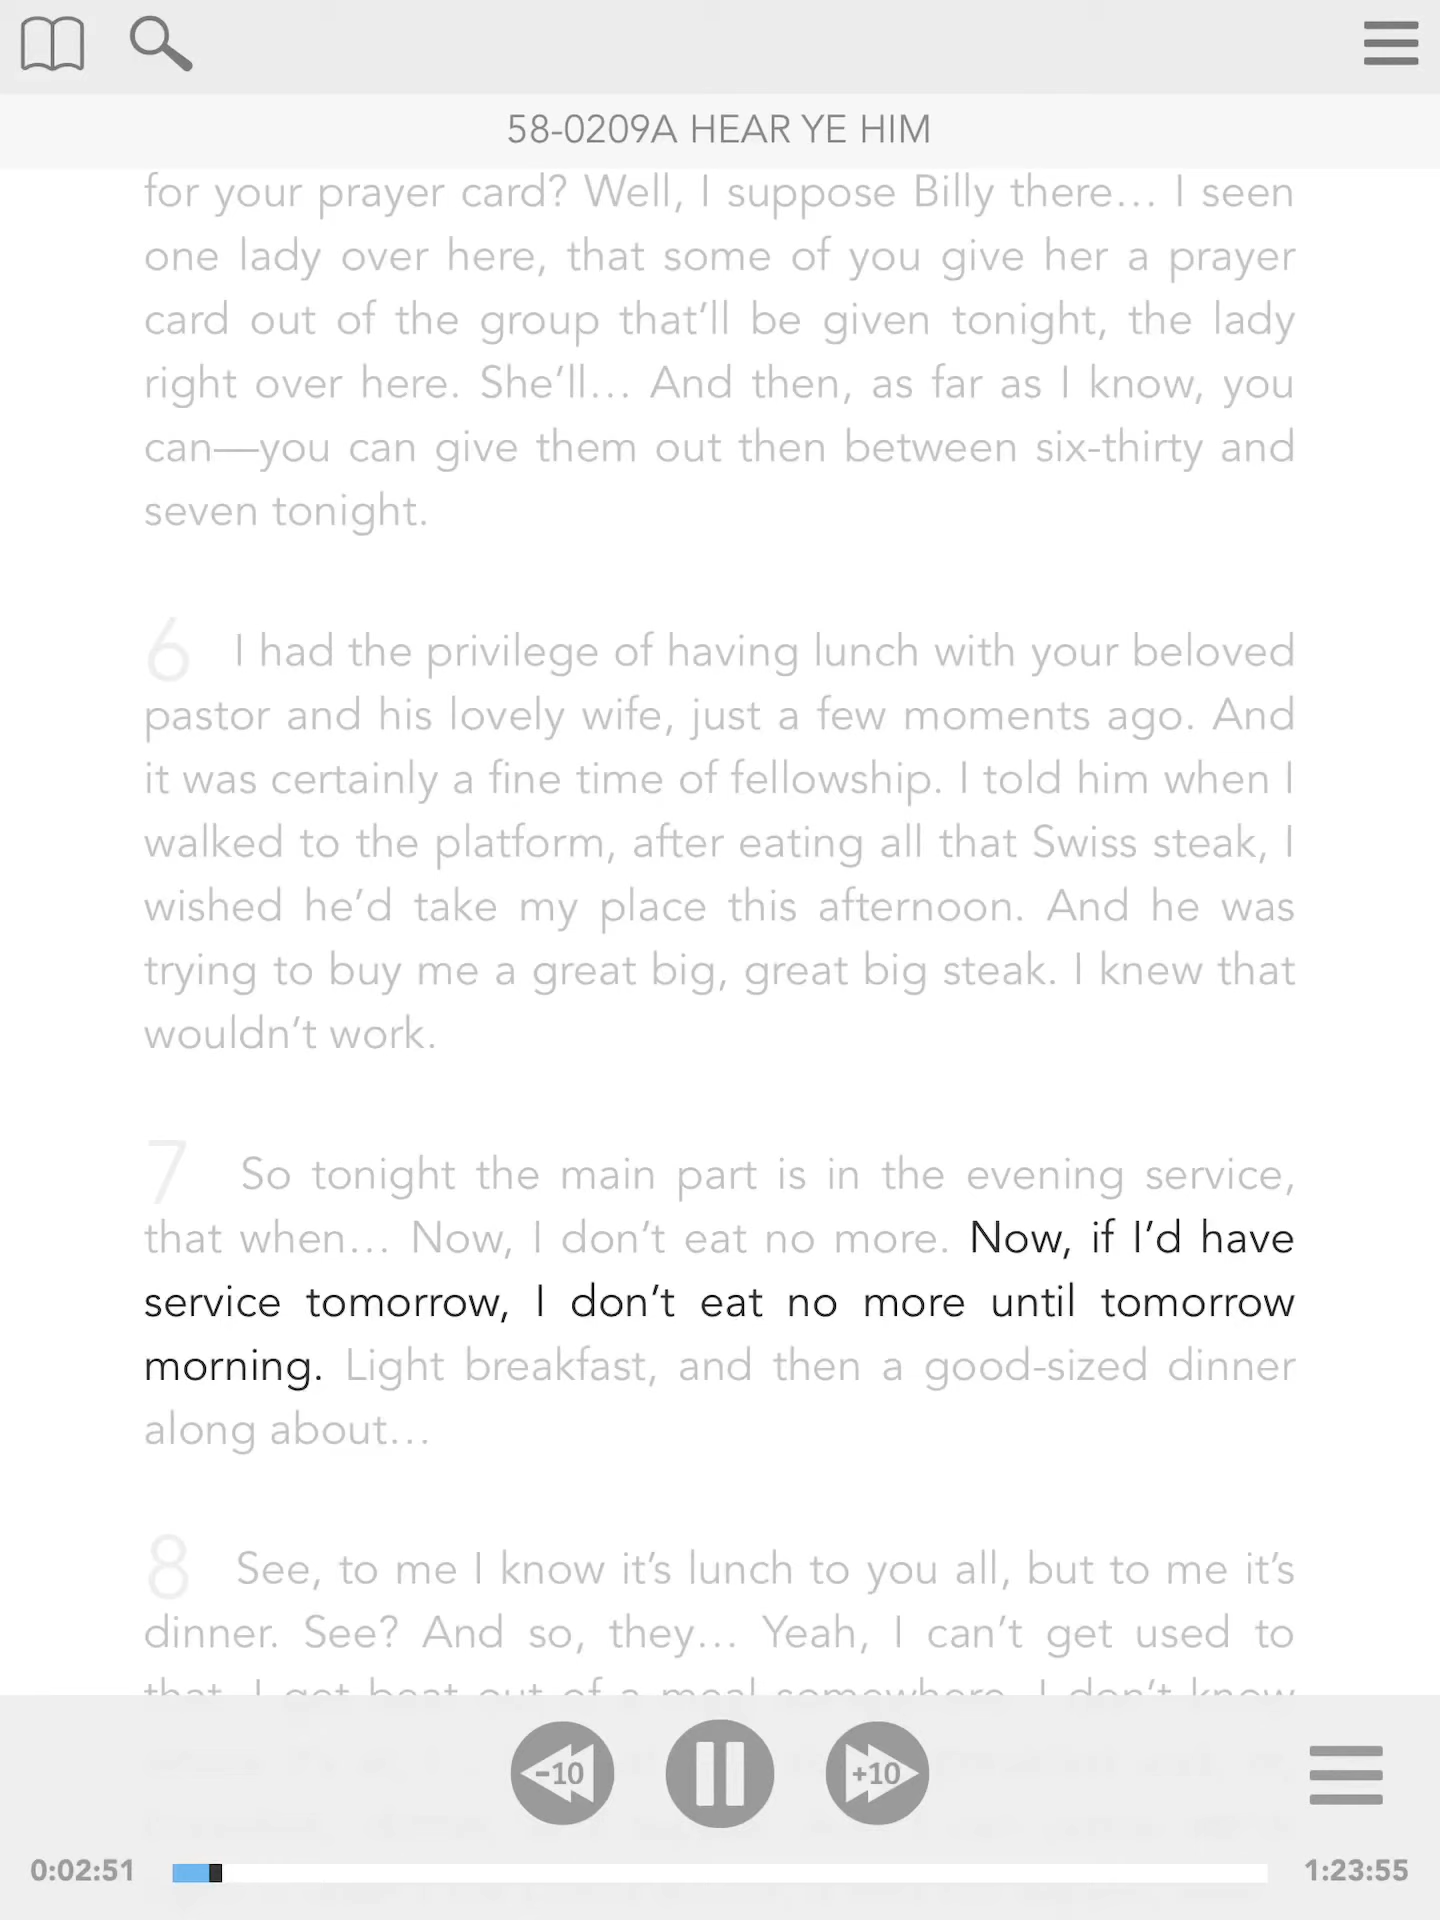 58-0209A HEAR YE HIM
for your prayer card? Well, I suppose Billy there… I seen
one lady over here, that some of you give her a prayer
card out of the group that’ll be given tonight, the lady
right over here. She’ll… And then, as far as I know, you
can—you can give them out then between six-thirty and
seven tonight.
6 I had the privilege of having lunch with your beloved
pastor and his lovely wife, just a few moments ago. And
it was certainly a fine time of fellowship. I told him when I
walked to the platform, after eating all that Swiss steak, I
wished he’d take my place this afternoon. And he was
trying to buy me a great big, great big steak. I knew that
wouldn’t work.
7 So tonight the main part is in the evening service,
that when… Now, I don’t eat no more. Now, if I’d have
service tomorrow, I don’t eat no more until tomorrow
morning. Light breakfast, and then a good-sized dinner
along about…
8 See, to me I know it’s lunch to you all, but to me it’s
dinner. See? And so, they… Yeah, I can’t get used to
that. I get beat out of a meal somewhere. I don’t know
-10 +10
0:02:51 1:23:55